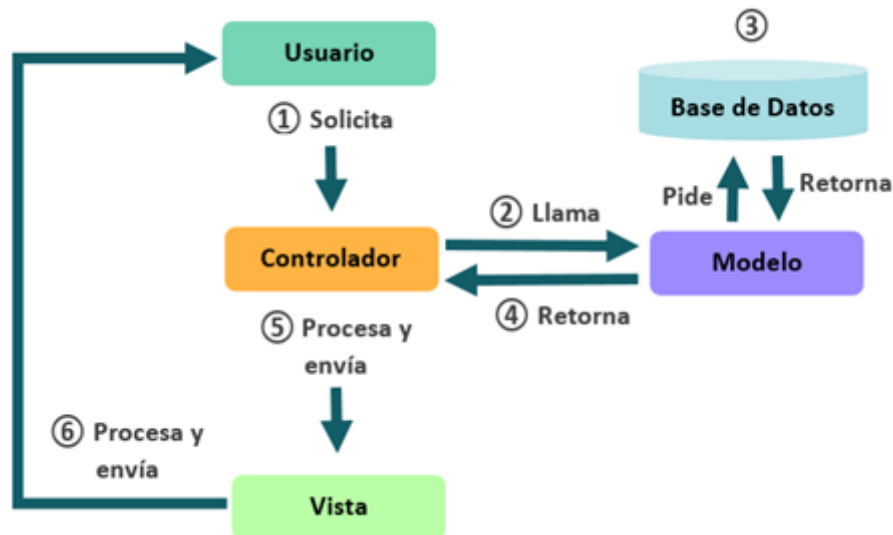 ③
Usuario
① Solicita
Base de Datos
Pide
Retorna
② Llama
Controlador
Modelo
④ Retorna
⑤ Procesa y
envía
⑥ Procesa y
envía
Vista